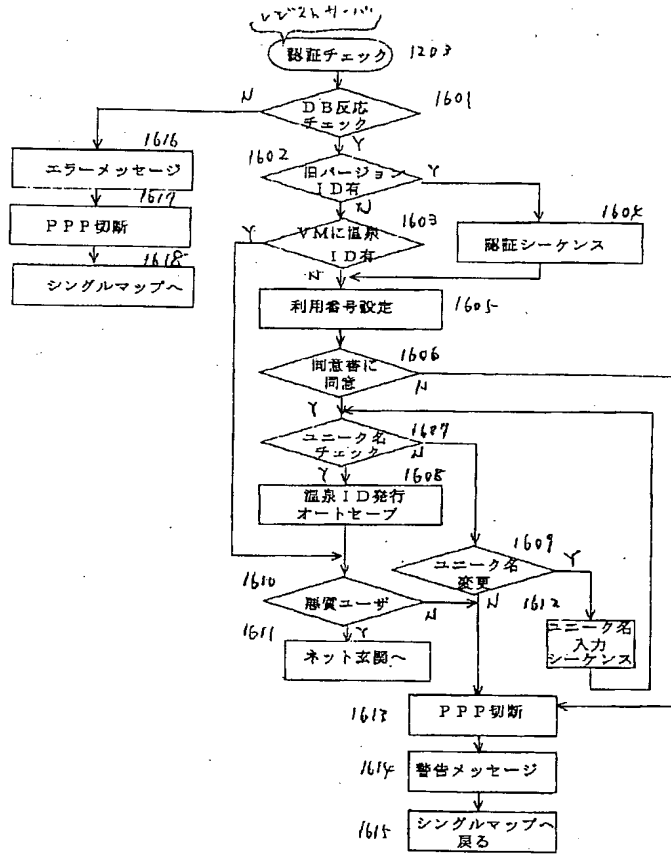 レジストサーバ
認証チェック
1203
N
DB反応
チェック
1601
1616
エラーメッセージ
1617
PPP切断
1618
シングルマップへ
Y
1602
旧バージョン
ID有
Y
N
1603
1604
認証シーケンス
Y
VMに温泉
ID有
N
利用番号設定
1605
1606
同意書に
同意
N
Y
1607
ユニーク名
チェック
N
Y
1608
温泉ID発行
オートセーブ
1609
ユニーク名
変更
Y
N
1612
ユニーク名
入力
シーケンス
1610
悪質ユーザ
N
1611
Y
ネット玄関へ
1613
PPP切断
1614
警告メッセージ
1615
シングルマップへ
戻る